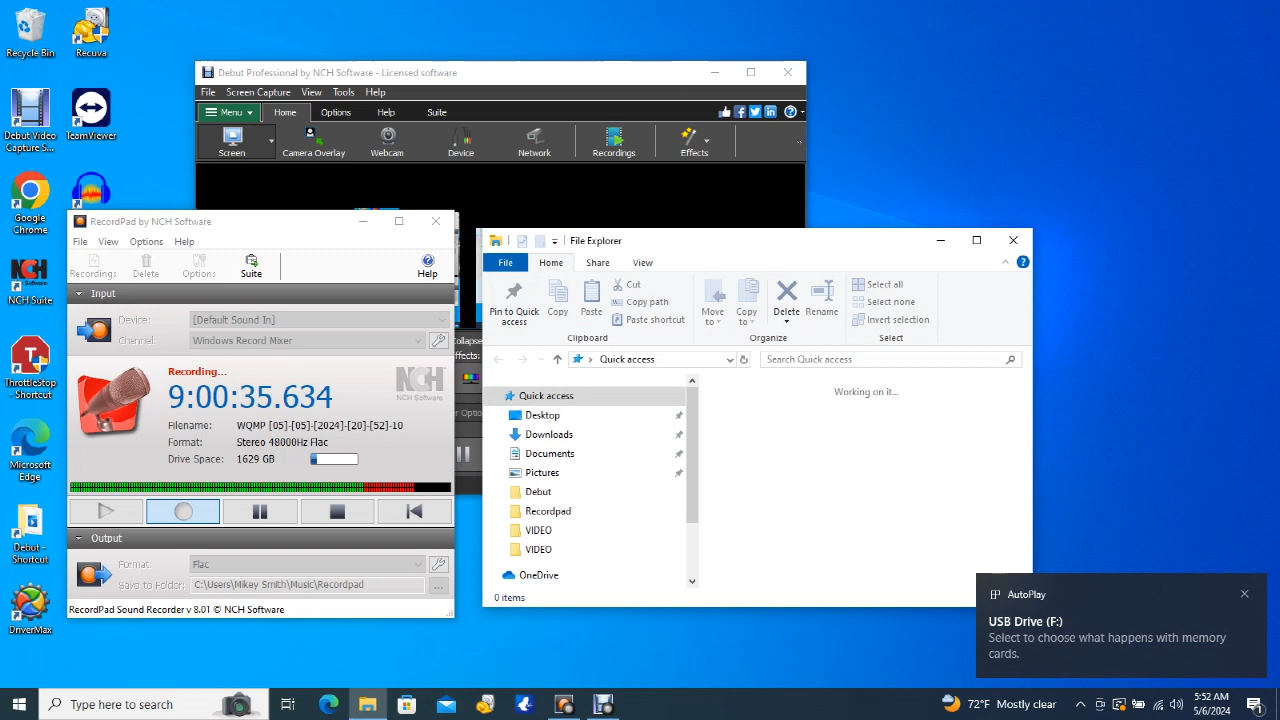 Recycle Bin
Recuva
Debut Video
Capture S...
TeamViewer
Google
Chrome
NCH
Software
NCH Suite
ThrottleStop
- Shortcut
Microsoft
Edge
Debut -
Shortcut
DriverMax
Debut Professional by NCH Software - Licensed software
File Screen Capture View Tools Help
Menu Home Options Help Suite
Screen Camera Overlay Webcam Device Network Recordings Effects
RecordPad by NCH Software
File View Options Help
Recordings Delete Options Suite Help
Input
Device: [Default Sound In]
Channel: Windows Record Mixer
Recording...
9:00:35.634
NCH
NCH Software
Filename: WQMP [05]-[05]-[2024]-[20]-[52]-10
Format: Stereo 48000Hz Flac
Drive Space: 1629 GB
Output
Format: Flac
Save to Folder: C:\Users\Mikey Smith\Music\Recordpad
...
RecordPad Sound Recorder v 8.01 © NCH Software
File Explorer
File Home Share View
Pin to Quick
access
Copy
Paste
Cut
Copy path
Paste shortcut
Clipboard
Move
to
Copy
to
Delete
Rename
Organize
Select all
Select none
Invert selection
Select
Quick access
Search Quick access
Quick access
Desktop
Downloads
Documents
Pictures
Debut
Recordpad
VIDEO
VIDEO
OneDrive
Working on it...
0 items
AutoPlay
USB Drive (F:)
Select to choose what happens with memory
cards.
Type here to search
72°F Mostly clear
5:52 AM
5/6/2024
1